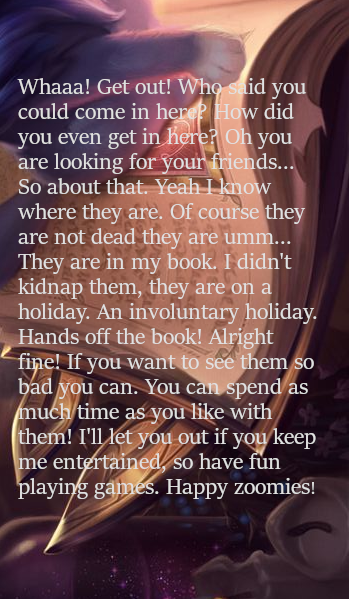 Whaaa! Get out! Who said you
could come in here? How did
you even get in here? Oh you
are looking for your friends...
So about that. Yeah I know
where they are. Of course they
are not dead they are umm...
They are in my book. I didn't
kidnap them, they are on a
holiday. An involuntary holiday.
Hands off the book! Alright
fine! If you want to see them so
bad you can. You can spend as
much time as you like with
them! I'll let you out if you keep
me entertained, so have fun
playing games. Happy zoomies!